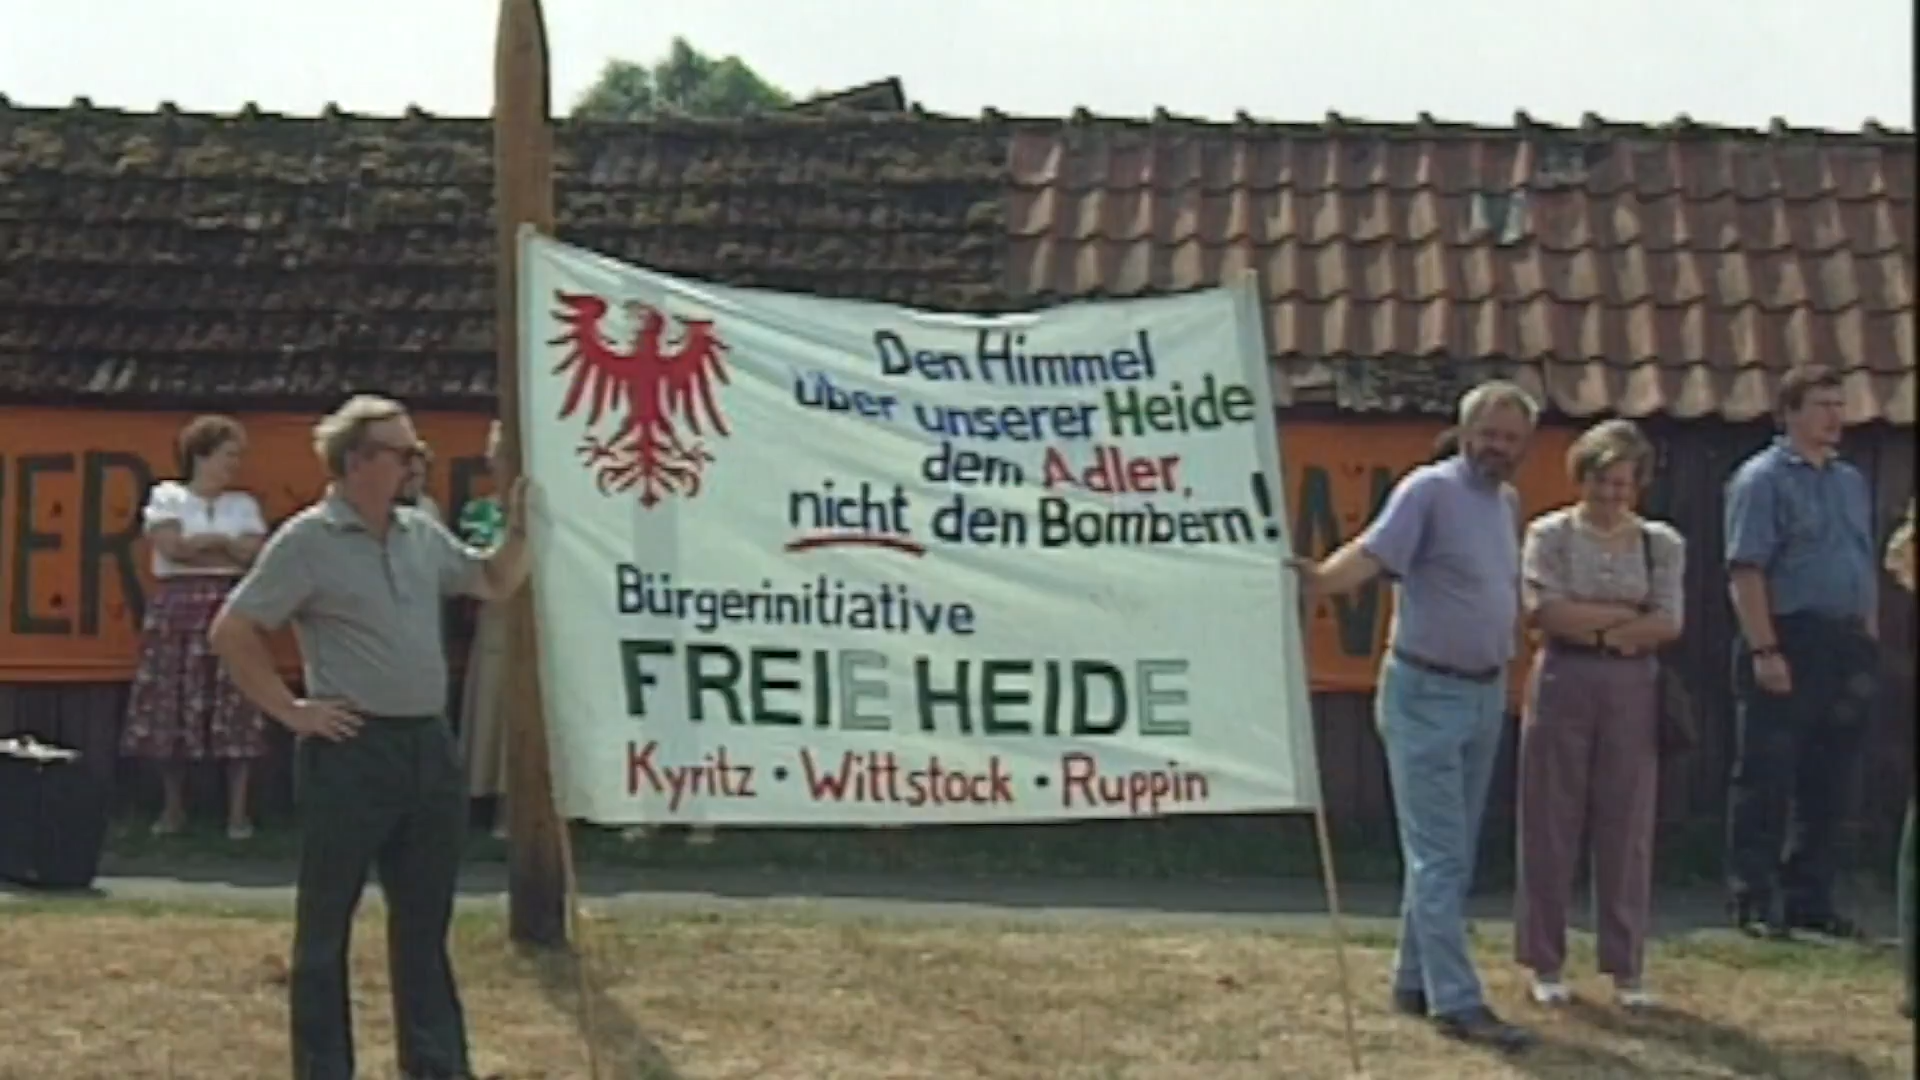 Den Himmel
über unserer Heide
dem Adler,
nicht den Bombern!
Bürgerinitiative
FREIE HEIDE
Kyritz • Wittstock • Ruppin